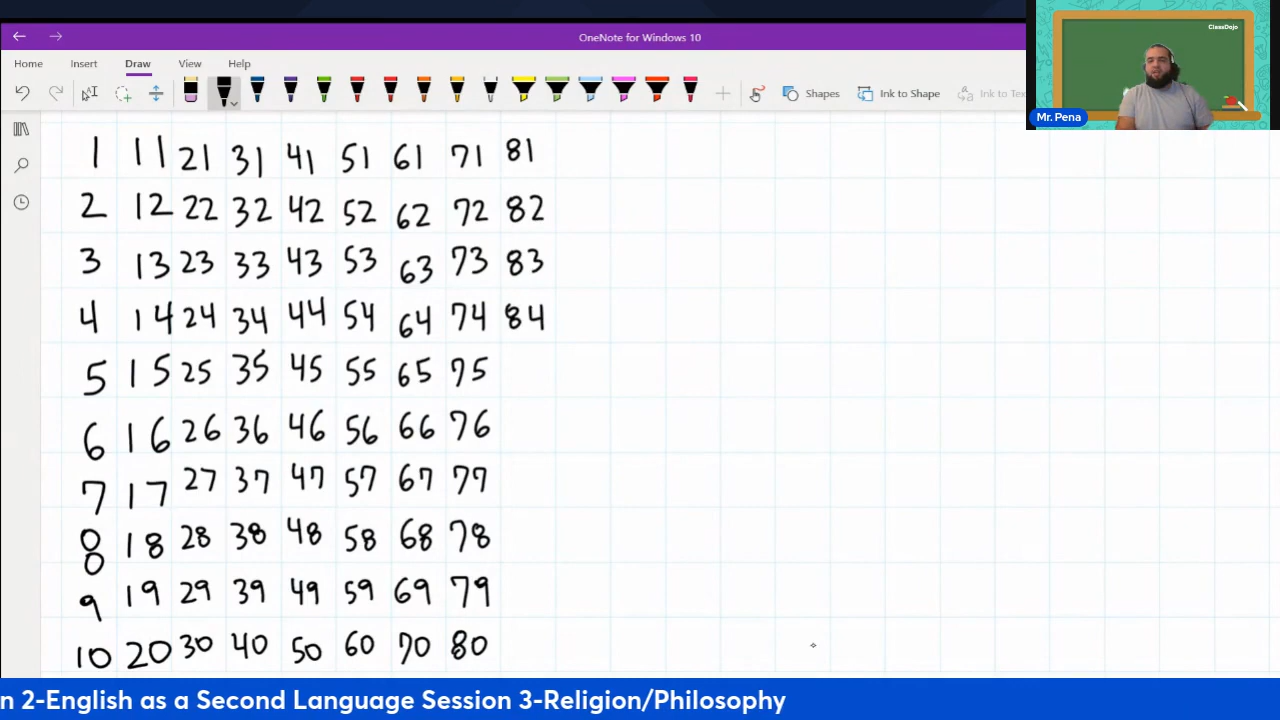 OneNote for Windows 10
ClassDojo
Home Insert Draw View Help
Shapes Ink to Shape Ink to Tex
Mr. Pena
1 11 21 31 41 51 61 71 81
2 12 22 32 42 52 62 72 82
3 13 23 33 43 53 63 73 83
4 14 24 34 44 54 64 74 84
5 15 25 35 45 55 65 75
6 16 26 36 46 56 66 76
7 17 27 37 47 57 67 77
8 18 28 38 48 58 68 78
9 19 29 39 49 59 69 79
10 20 30 40 50 60 70 80
n 2-English as a Second Language Session 3-Religion/Philosophy